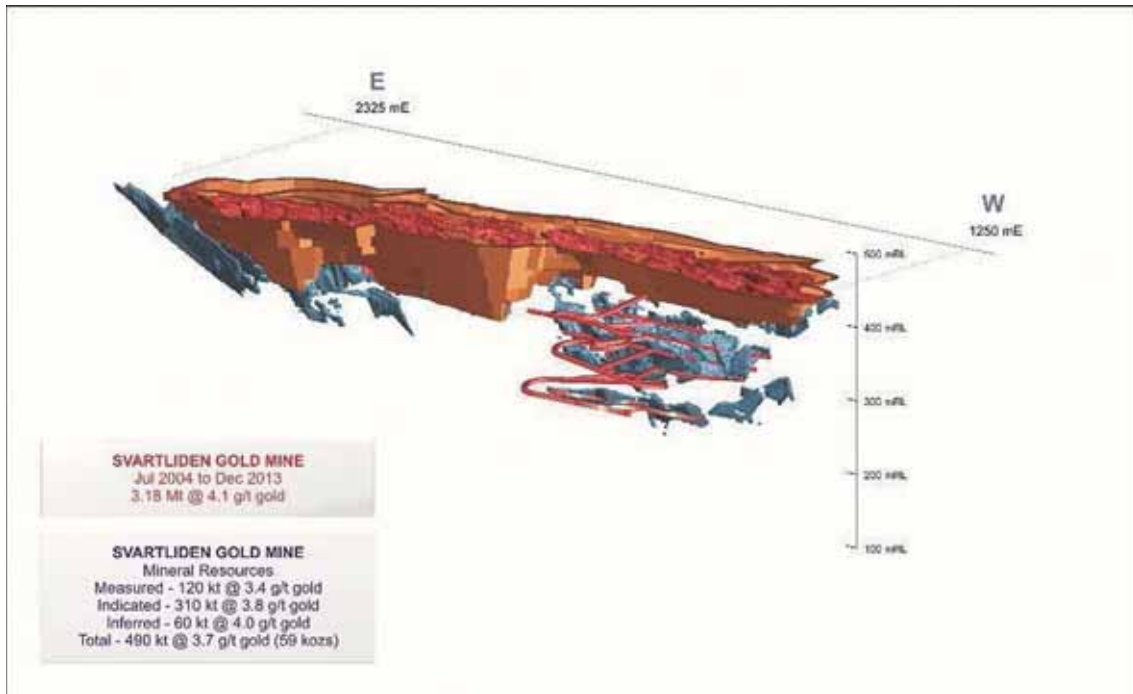 E
2325 mE
W
1250 mE
500 mRL
400 mRL
300 mRL
200 mRL
100 mRL
SVARTLIDEN GOLD MINE
Jul 2004 to Dec 2013
3.18 Mt @ 4.1 g/t gold
SVARTLIDEN GOLD MINE
Mineral Resources
Measured - 120 kt @ 3.4 g/t gold
Indicated - 310 kt @ 3.8 g/t gold
Inferred - 60 kt @ 4.0 g/t gold
Total - 490 kt @ 3.7 g/t gold (59 kozs)